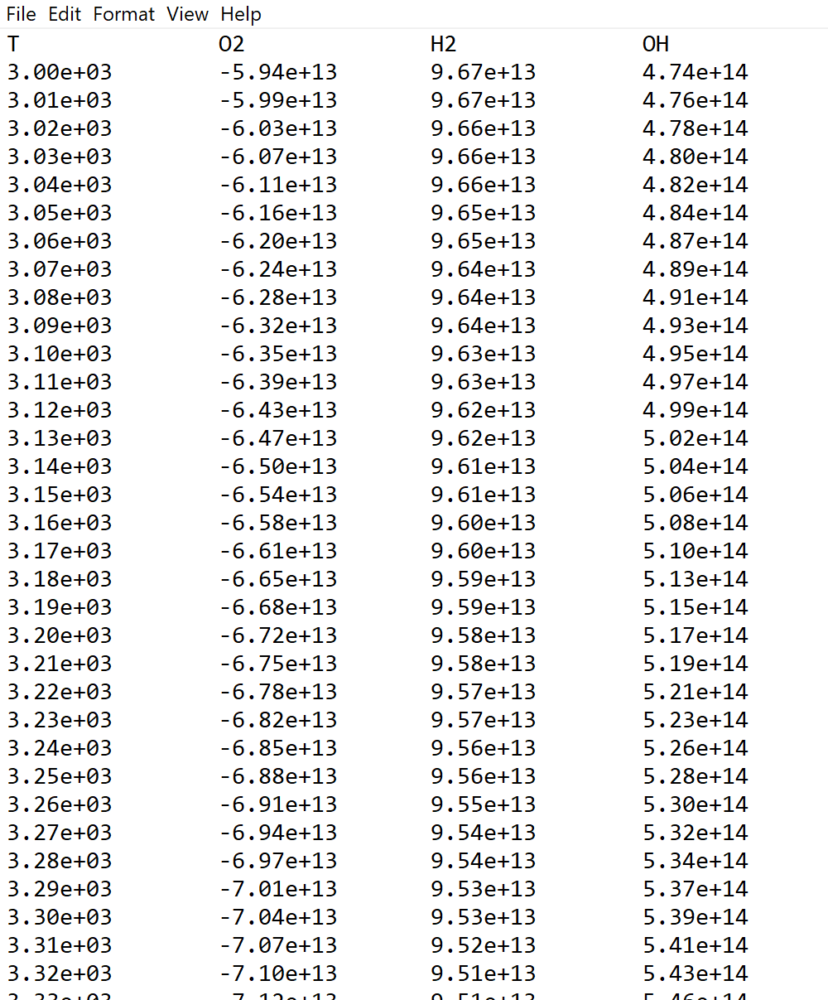 File Edit Format View Help
T O2 H2 OH
3.00e+03 -5.94e+13 9.67e+13 4.74e+14
3.01e+03 -5.99e+13 9.67e+13 4.76e+14
3.02e+03 -6.03e+13 9.66e+13 4.78e+14
3.03e+03 -6.07e+13 9.66e+13 4.80e+14
3.04e+03 -6.11e+13 9.66e+13 4.82e+14
3.05e+03 -6.16e+13 9.65e+13 4.84e+14
3.06e+03 -6.20e+13 9.65e+13 4.87e+14
3.07e+03 -6.24e+13 9.64e+13 4.89e+14
3.08e+03 -6.28e+13 9.64e+13 4.91e+14
3.09e+03 -6.32e+13 9.64e+13 4.93e+14
3.10e+03 -6.35e+13 9.63e+13 4.95e+14
3.11e+03 -6.39e+13 9.63e+13 4.97e+14
3.12e+03 -6.43e+13 9.62e+13 4.99e+14
3.13e+03 -6.47e+13 9.62e+13 5.02e+14
3.14e+03 -6.50e+13 9.61e+13 5.04e+14
3.15e+03 -6.54e+13 9.61e+13 5.06e+14
3.16e+03 -6.58e+13 9.60e+13 5.08e+14
3.17e+03 -6.61e+13 9.60e+13 5.10e+14
3.18e+03 -6.65e+13 9.59e+13 5.13e+14
3.19e+03 -6.68e+13 9.59e+13 5.15e+14
3.20e+03 -6.72e+13 9.58e+13 5.17e+14
3.21e+03 -6.75e+13 9.58e+13 5.19e+14
3.22e+03 -6.78e+13 9.57e+13 5.21e+14
3.23e+03 -6.82e+13 9.57e+13 5.23e+14
3.24e+03 -6.85e+13 9.56e+13 5.26e+14
3.25e+03 -6.88e+13 9.56e+13 5.28e+14
3.26e+03 -6.91e+13 9.55e+13 5.30e+14
3.27e+03 -6.94e+13 9.54e+13 5.32e+14
3.28e+03 -6.97e+13 9.54e+13 5.34e+14
3.29e+03 -7.01e+13 9.53e+13 5.37e+14
3.30e+03 -7.04e+13 9.53e+13 5.39e+14
3.31e+03 -7.07e+13 9.52e+13 5.41e+14
3.32e+03 -7.10e+13 9.51e+13 5.43e+14